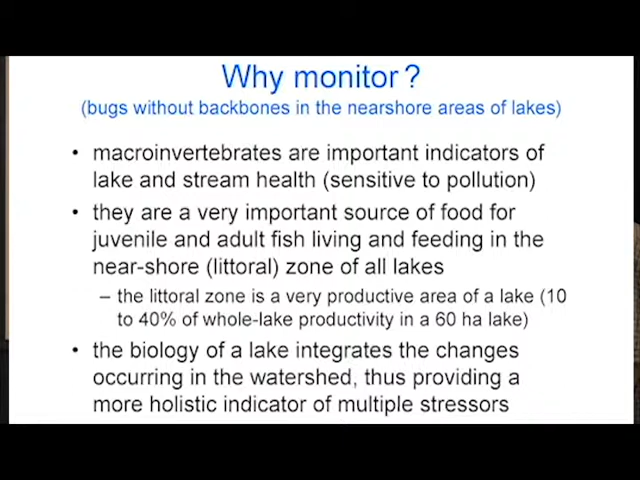 Why monitor ?
(bugs without backbones in the nearshore areas of lakes)
• macroinvertebrates are important indicators of
lake and stream health (sensitive to pollution)
• they are a very important source of food for
juvenile and adult fish living and feeding in the
near-shore (littoral) zone of all lakes
– the littoral zone is a very productive area of a lake (10
to 40% of whole-lake productivity in a 60 ha lake)
• the biology of a lake integrates the changes
occurring in the watershed, thus providing a
more holistic indicator of multiple stressors